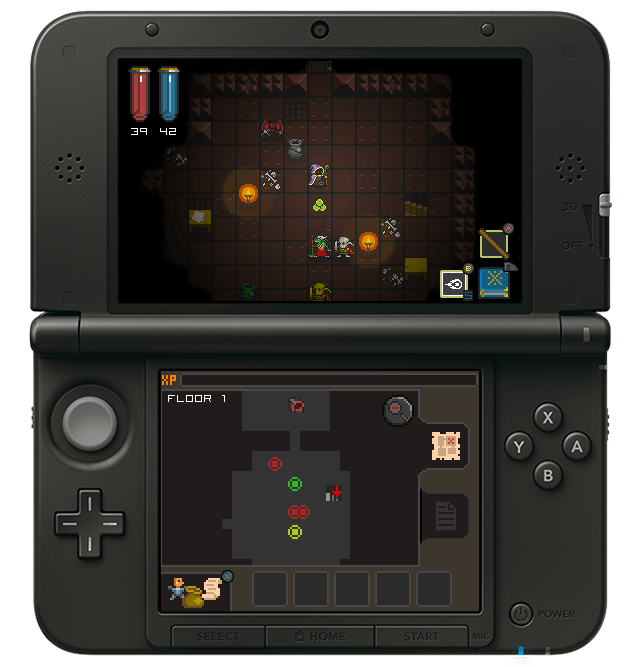 39 42
3D
OFF
A
B
XP
FLOOR 1
X
Y A
B
POWER
SELECT HOME START MIC